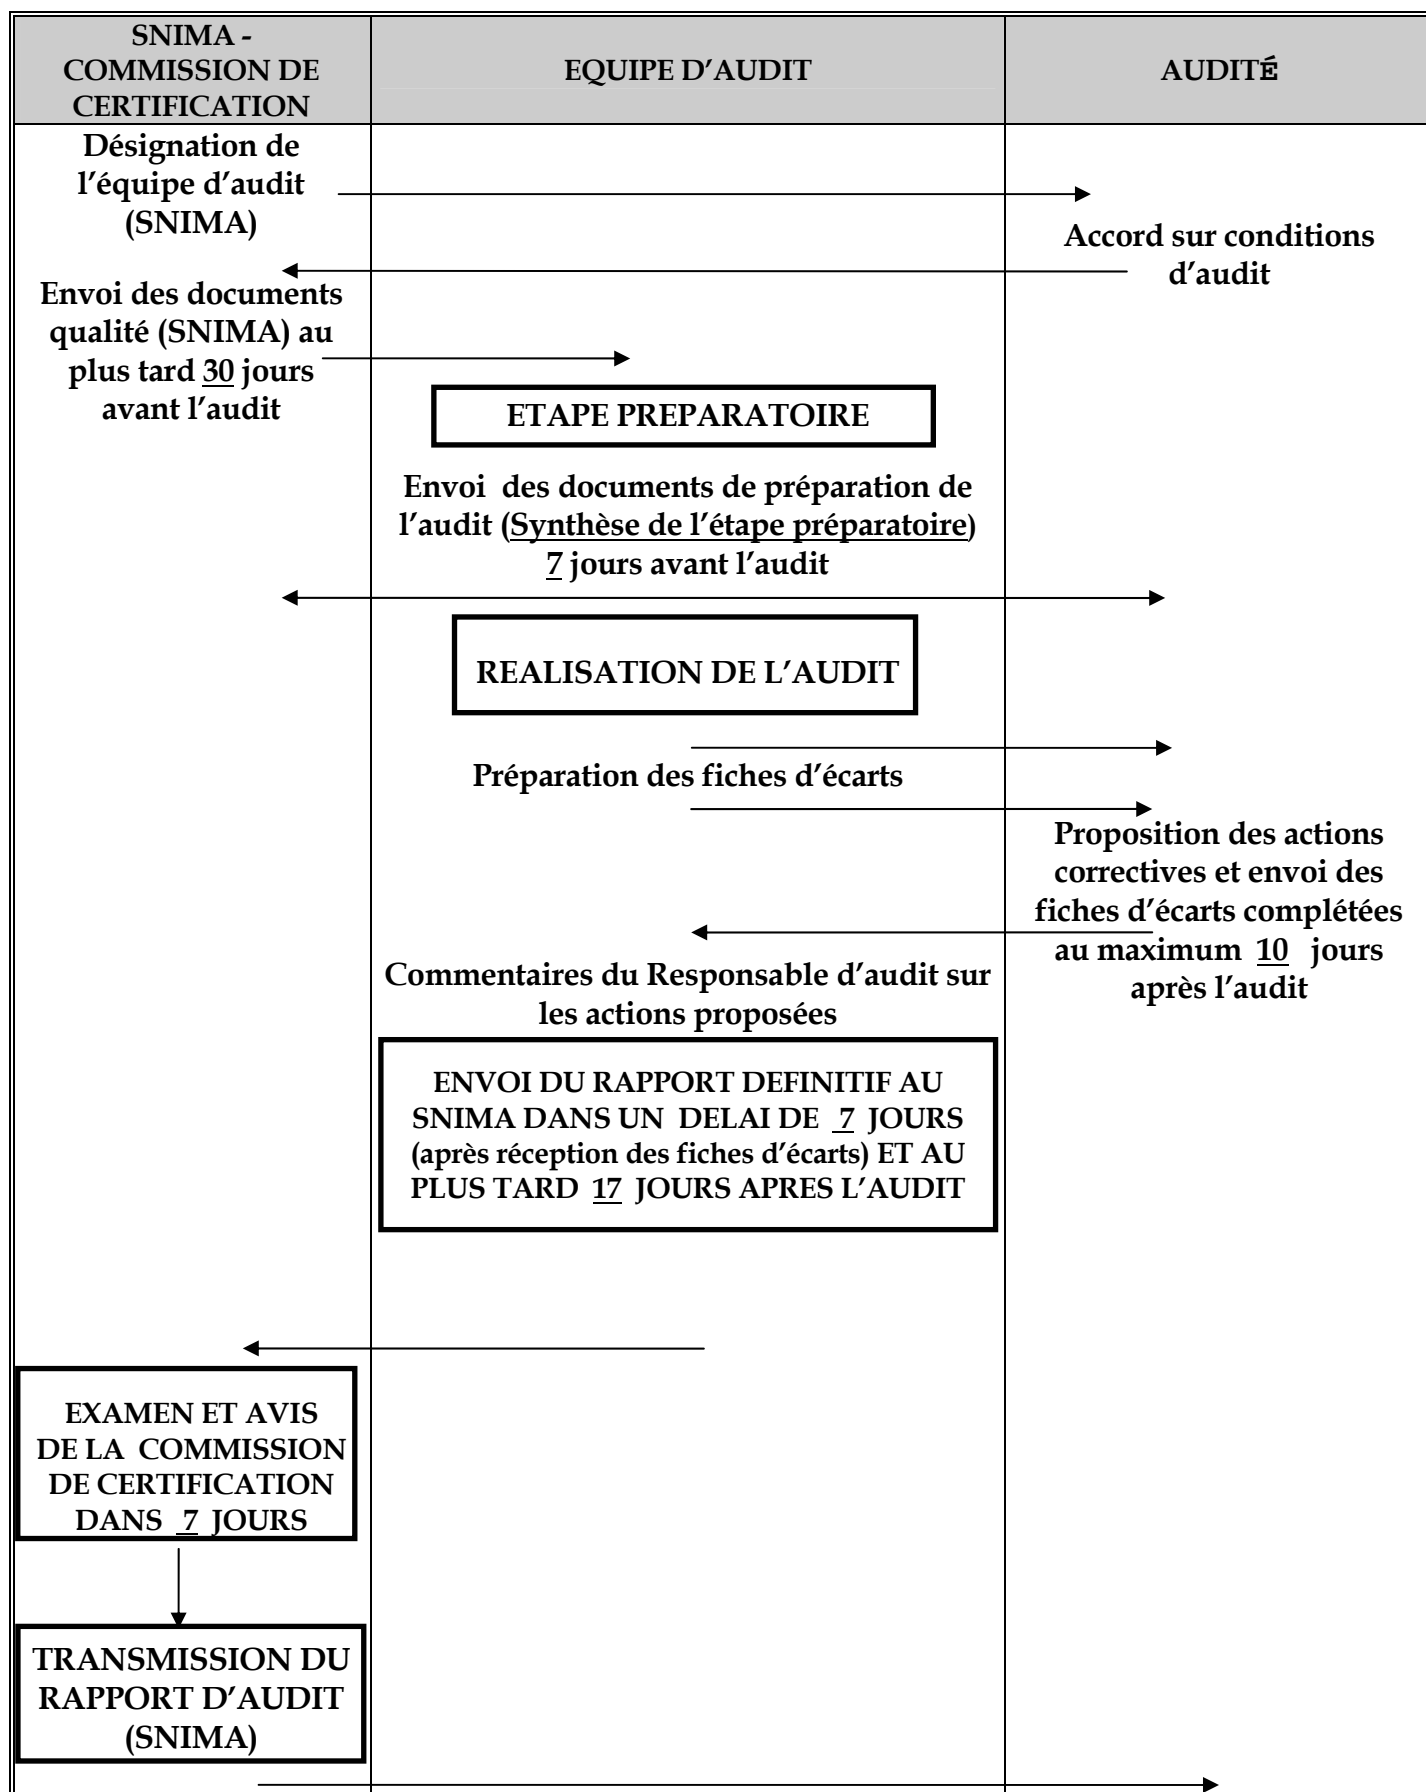 SNIMA -
COMMISSION DE
CERTIFICATION
EQUIPE D’AUDIT
AUDITÉ
Désignation de
l’équipe d’audit
(SNIMA)
Accord sur conditions
d’audit
Envoi des documents
qualité (SNIMA) au
plus tard 30 jours
avant l’audit
ETAPE PREPARATOIRE
Envoi des documents de préparation de
l’audit (Synthèse de l’étape préparatoire)
7 jours avant l’audit
REALISATION DE L’AUDIT
Préparation des fiches d’écarts
Proposition des actions
correctives et envoi des
fiches d’écarts complétées
au maximum 10 jours
après l’audit
Commentaires du Responsable d’audit sur
les actions proposées
ENVOI DU RAPPORT DEFINITIF AU
SNIMA DANS UN DELAI DE 7 JOURS
(après réception des fiches d’écarts) ET AU
PLUS TARD 17 JOURS APRES L’AUDIT
EXAMEN ET AVIS
DE LA COMMISSION
DE CERTIFICATION
DANS 7 JOURS
TRANSMISSION DU
RAPPORT D’AUDIT
(SNIMA)